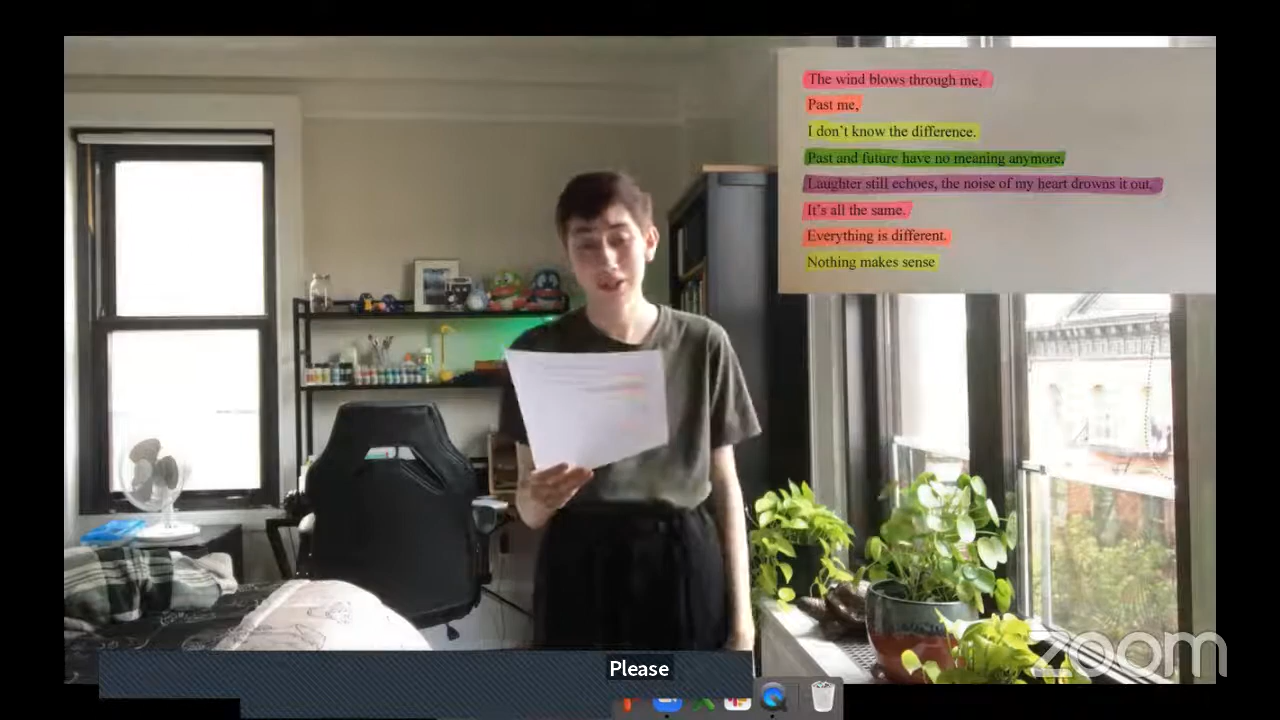 The wind blows through me,
Past me,
I don't know the difference.
Past and future have no meaning anymore.
Laughter still echoes, the noise of my heart drowns it out.
It's all the same.
Everything is different.
Nothing makes sense
Please
zoom